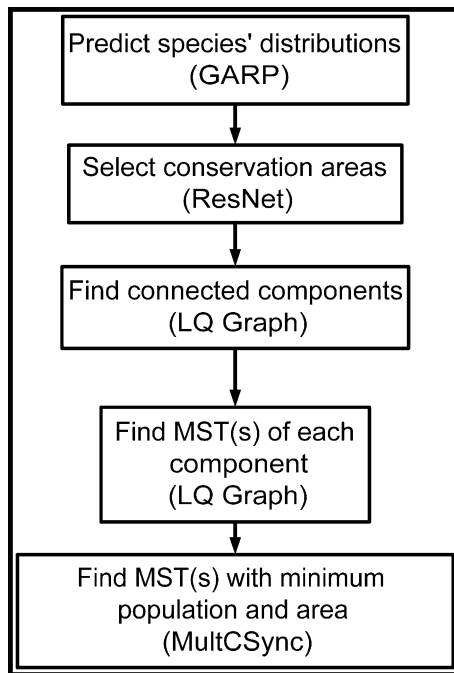 Predict species' distributions
(GARP)
Select conservation areas
(ResNet)
Find connected components
(LQ Graph)
Find MST(s) of each
component
(LQ Graph)
Find MST(s) with minimum
population and area
(MultCSync)